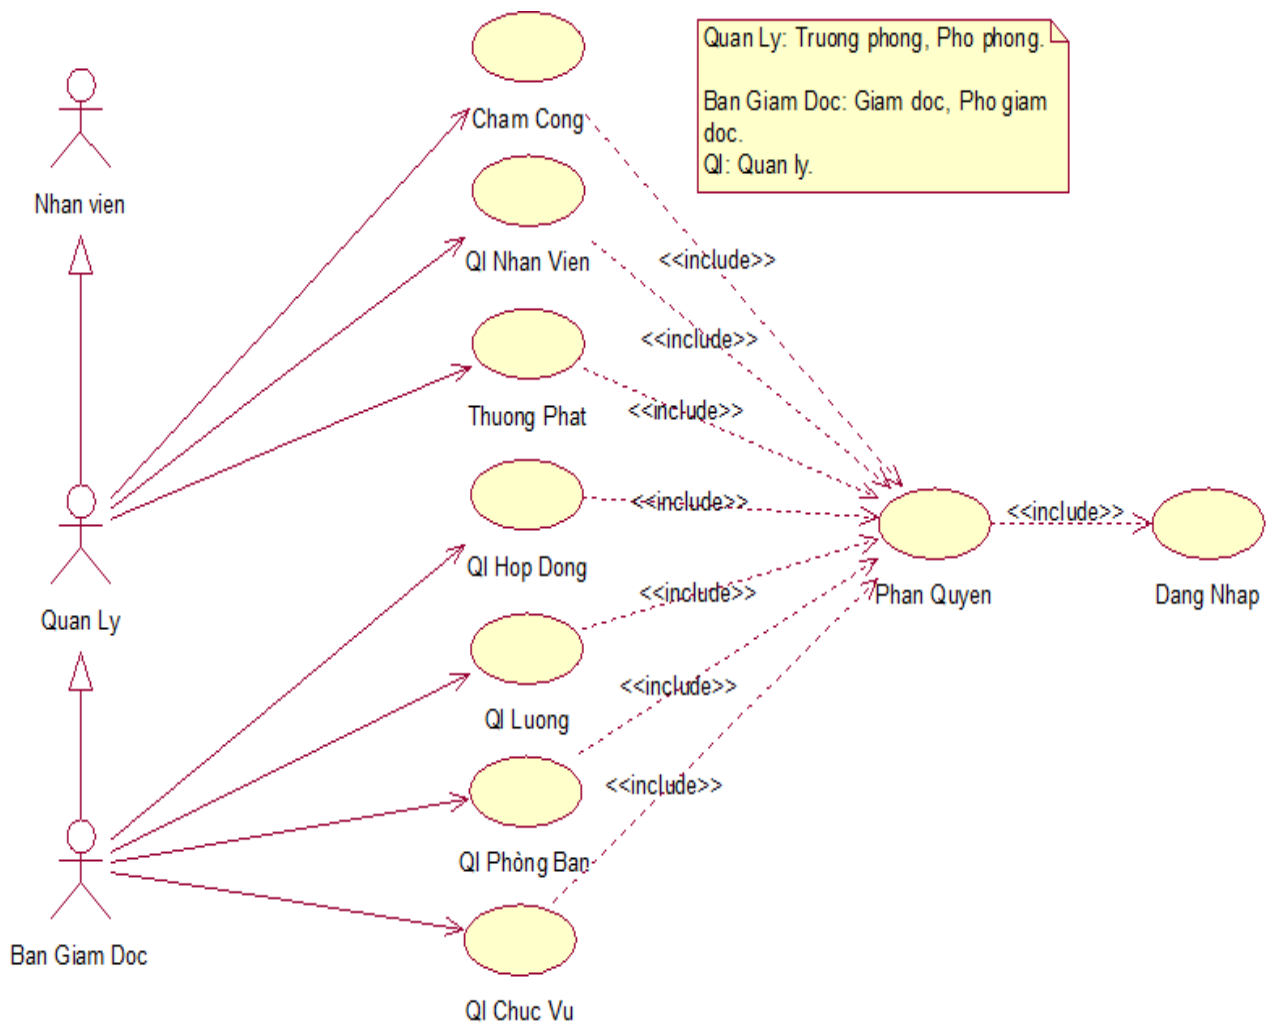 Quan Ly: Truong phong, Pho phong.
Ban Giam Doc: Giam doc, Pho giam
doc.
Ql: Quan ly.
Cham Cong
Nhan vien
Ql Nhan Vien
<<include>>
<<include>>
Thuong Phat
<<include>>
<<include>>
<<include>>
Ql Hop Dong
<<include>>
Phan Quyen
Dang Nhap
Quan Ly
<<include>>
Ql Luong
<<include>>
Ql Phòng Ban
Ban Giam Doc
Ql Chuc Vu